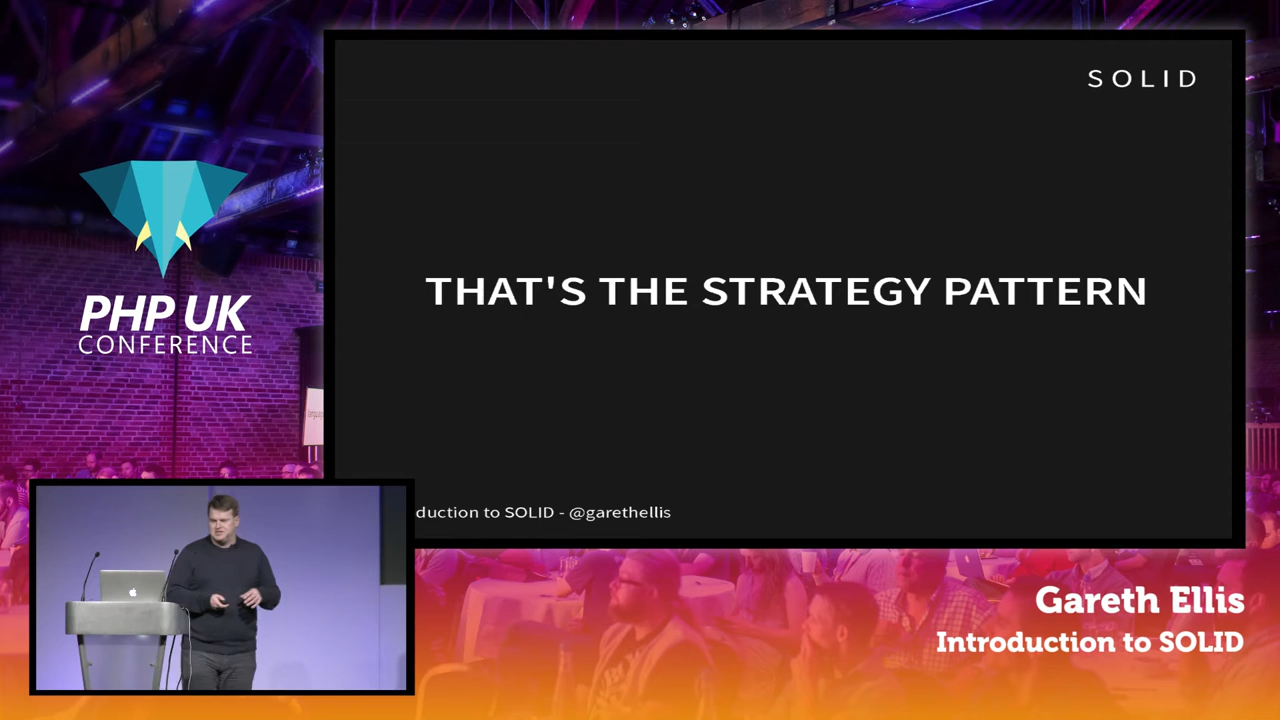 SOLID
THAT'S THE STRATEGY PATTERN
duction to SOLID - @garethellis
PHP UK
CONFERENCE
Gareth Ellis
Introduction to SOLID